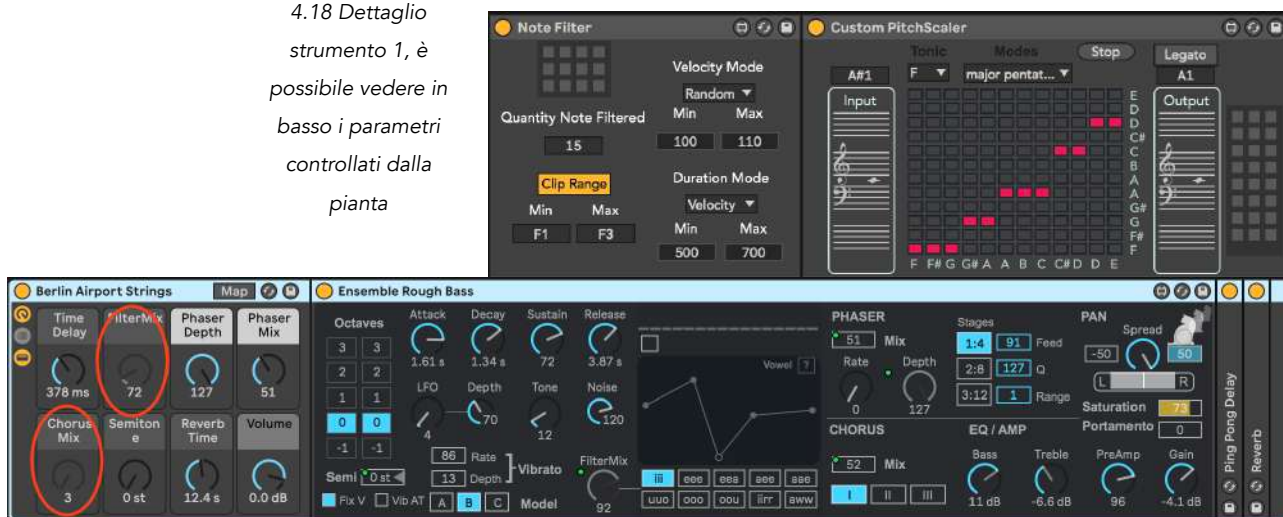 4.18 Dettaglio
strumento 1, è
possibile vedere in
basso i parametri
controllati dalla
pianta
Note Filter
Velocity Mode
Random
Quantity Note Filtered
Min Max
15
100 110
Clip Range
Duration Mode
Min Max
Velocity
F1 F3
Min Max
500 700
Custom PitchScaler
Tonic Modes Stop Legato
A#1 F major pentat... A1
Input Output
E
D
D
C#
C
B
A
A
G#
G
F#
F
F F# G G# A A B C C# D D E
Berlin Airport Strings Map
Time Delay
FilterMix
Phaser Depth
Phaser Mix
378 ms 72 127 51
Chorus Mix
Semiton e
Reverb Time
Volume
3 0 st 12.4 s 0.0 dB
Ensemble Rough Bass
Octaves
3 3
2 2
1 1
0 0
-1 -1
Semi 0 st
Fix V Vib AT
Attack Decay Sustain Release
1.61 s 1.34 s 72 3.87 s
LFO Depth Tone Noise
4 70 12 120
86 Rate
13 Depth
Vibrato
A B C Model
FilterMix
92
Vowel ?
iii eee eea aee aae
uuo ooo oou iirr aww
PHASER
51 Mix
Rate Depth
0 127
Stages
1:4 91 Feed
2:8 127 Q
3:12 1 Range
PAN
Spread
-50 50
L R
Saturation 73
Portamento 0
CHORUS
52 Mix
I II III
EQ / AMP
Bass Treble PreAmp Gain
11 dB -6.6 dB 96 -4.1 dB
Ping Pong Delay
Reverb